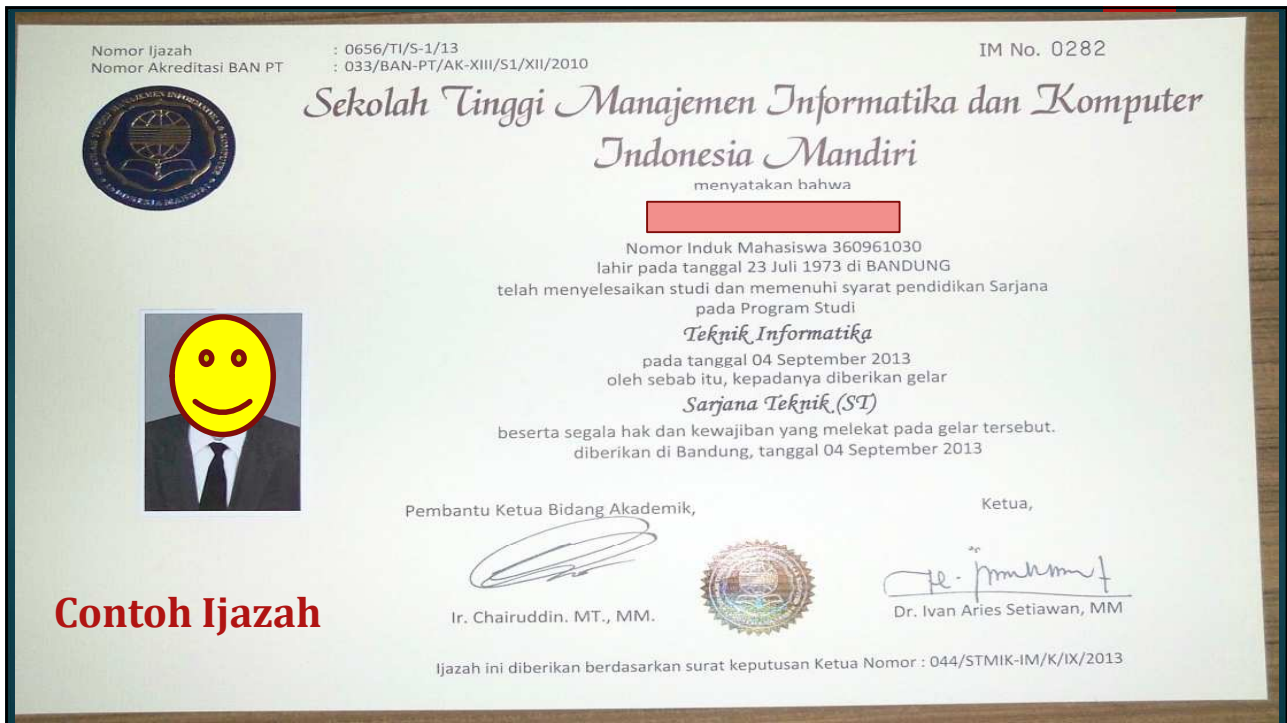 Nomor Ijazah : 0656/TI/S-1/13
IM No. 0282
Nomor Akreditasi BAN PT : 033/BAN-PT/AK-XIII/S1/XII/2010
Sekolah Tinggi Manajemen Informatika dan Komputer
Indonesia Mandiri
menyatakan bahwa
Nomor Induk Mahasiswa 360961030
lahir pada tanggal 23 Juli 1973 di BANDUNG
telah menyelesaikan studi dan memenuhi syarat pendidikan Sarjana
pada Program Studi
Teknik Informatika
pada tanggal 04 September 2013
oleh sebab itu, kepadanya diberikan gelar
Sarjana Teknik (ST)
beserta segala hak dan kewajiban yang melekat pada gelar tersebut.
diberikan di Bandung, tanggal 04 September 2013
Pembantu Ketua Bidang Akademik,
Ketua,
Ir. Chairuddin. MT., MM.
Dr. Ivan Aries Setiawan, MM
Contoh Ijazah
Ijazah ini diberikan berdasarkan surat keputusan Ketua Nomor : 044/STMIK-IM/K/IX/2013